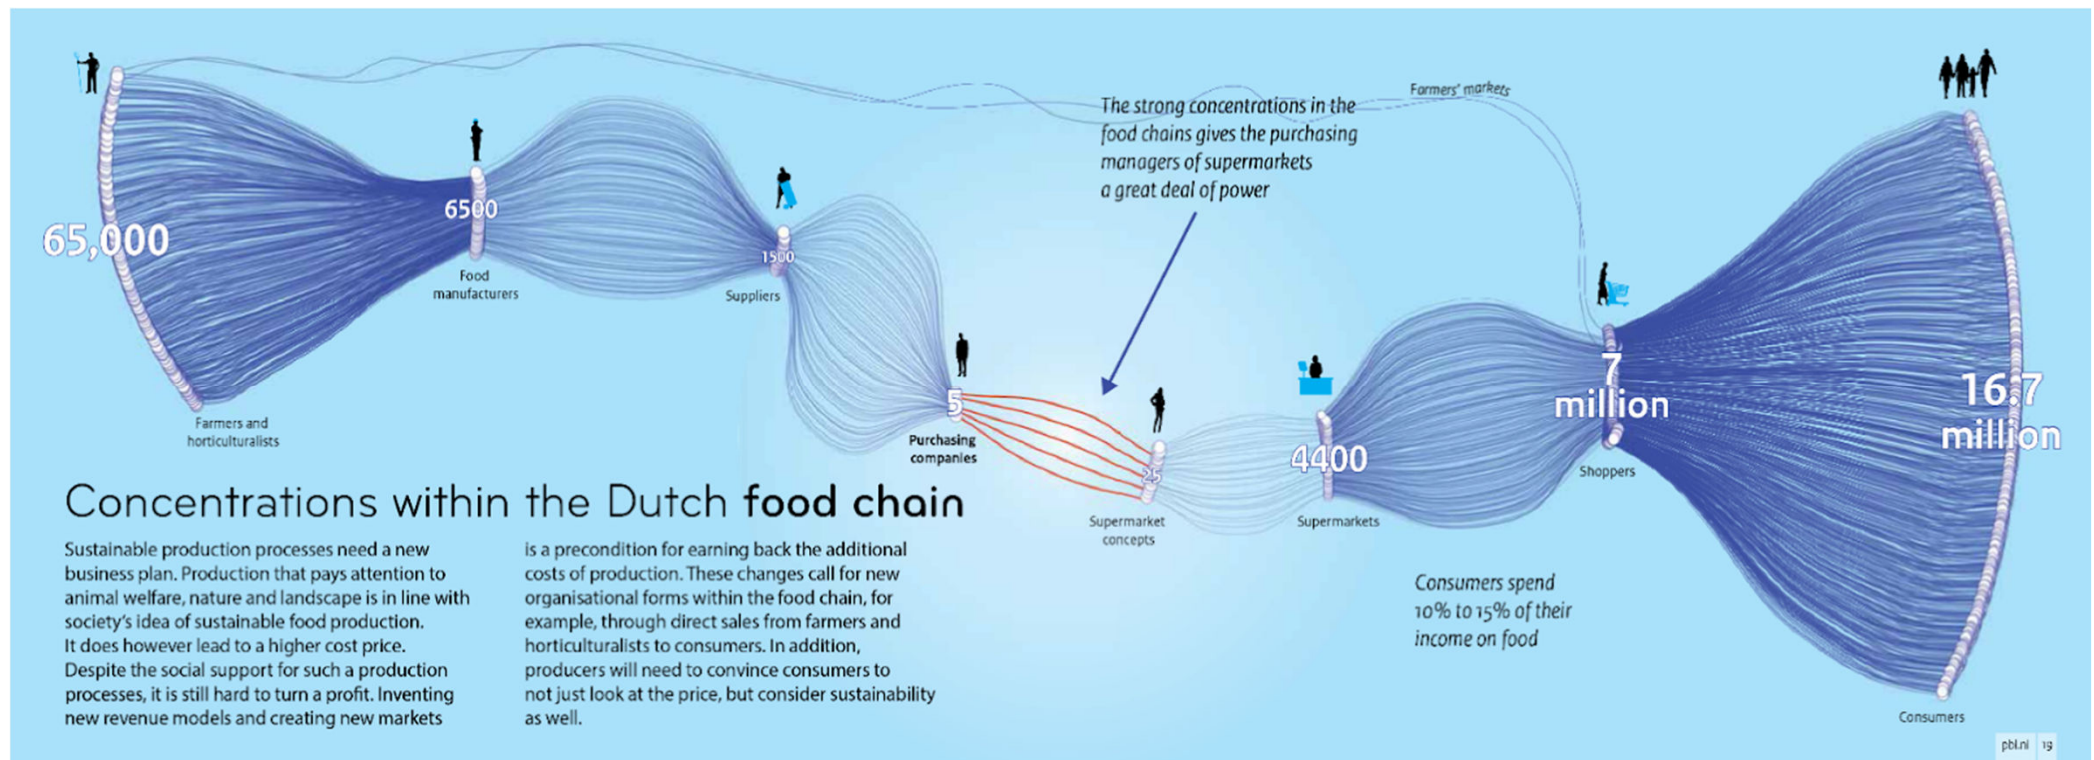 Farmers' markets
The strong concentrations in the
food chains gives the purchasing
managers of supermarkets
a great deal of power
65,000
Farmers and
horticulturalists
6500
Food
manufacturers
1500
Suppliers
5
Purchasing
companies
25
Supermarket
concepts
4400
Supermarkets
7
million
Shoppers
16.7
million
Consumers
Concentrations within the Dutch food chain
Sustainable production processes need a new
business plan. Production that pays attention to
animal welfare, nature and landscape is in line with
society's idea of sustainable food production.
It does however lead to a higher cost price.
Despite the social support for such a production
processes, it is still hard to turn a profit. Inventing
new revenue models and creating new markets
is a precondition for earning back the additional
costs of production. These changes call for new
organisational forms within the food chain, for
example, through direct sales from farmers and
horticulturalists to consumers. In addition,
producers will need to convince consumers to
not just look at the price, but consider sustainability
as well.
Consumers spend
10% to 15% of their
income on food
pbl.nl 19